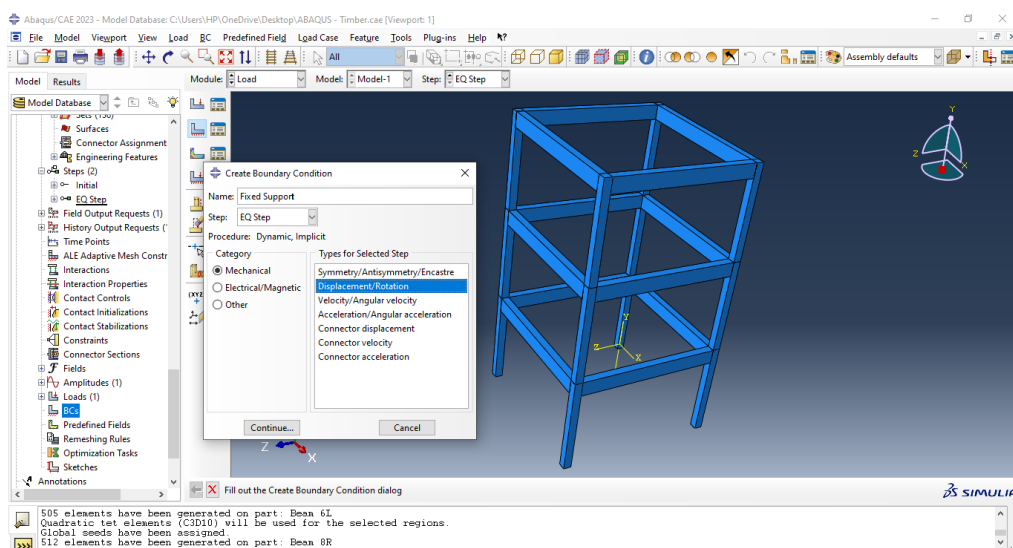 Abaqus/CAE 2023 - Model Database: C:\Users\HP\OneDrive\Desktop\ABAQUS - Timber.cae [Viewport: 1]
File Model Viewport View Load BC Predefined Field Load Case Feature Tools Plug-ins Help
All Assembly defaults
Model Results Module: Load Model: Model-1 Step: EQ Step
Model Database
Sets (150)
Surfaces
Connector Assignment
Engineering Features
Steps (2)
Initial
EQ Step
Field Output Requests (1)
History Output Requests (
Time Points
ALE Adaptive Mesh Constr
Interactions
Interaction Properties
Contact Controls
Contact Initializations
Contact Stabilizations
Constraints
Connector Sections
Fields
Amplitudes (1)
Loads (1)
BCs
Predefined Fields
Remeshing Rules
Optimization Tasks
Sketches
Annotations
Create Boundary Condition
Name: Fixed Support
Step: EQ Step
Procedure: Dynamic, Implicit
Category
Mechanical
Electrical/Magnetic
Other
Types for Selected Step
Symmetry/Antisymmetry/Encastre
Displacement/Rotation
Velocity/Angular velocity
Acceleration/Angular acceleration
Connector displacement
Connector velocity
Connector acceleration
Continue... Cancel
Y
Z
X
Y
Z
X
Z
X
Fill out the Create Boundary Condition dialog
SIMULIA
505 elements have been generated on part: Beam 6L
Quadratic tet elements (C3D10) will be used for the selected regions.
Global seeds have been assigned.
512 elements have been generated on part: Beam 8R